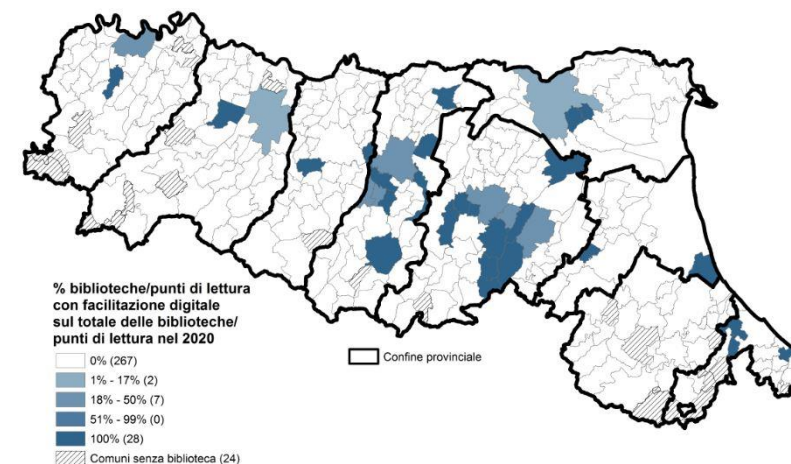 % biblioteche/punti di lettura
con facilitazione digitale
sul totale delle biblioteche/
punti di lettura nel 2020
0% (267)
1% - 17% (2)
18% - 50% (7)
51% - 99% (0)
100% (28)
Comuni senza biblioteca (24)
Confine provinciale